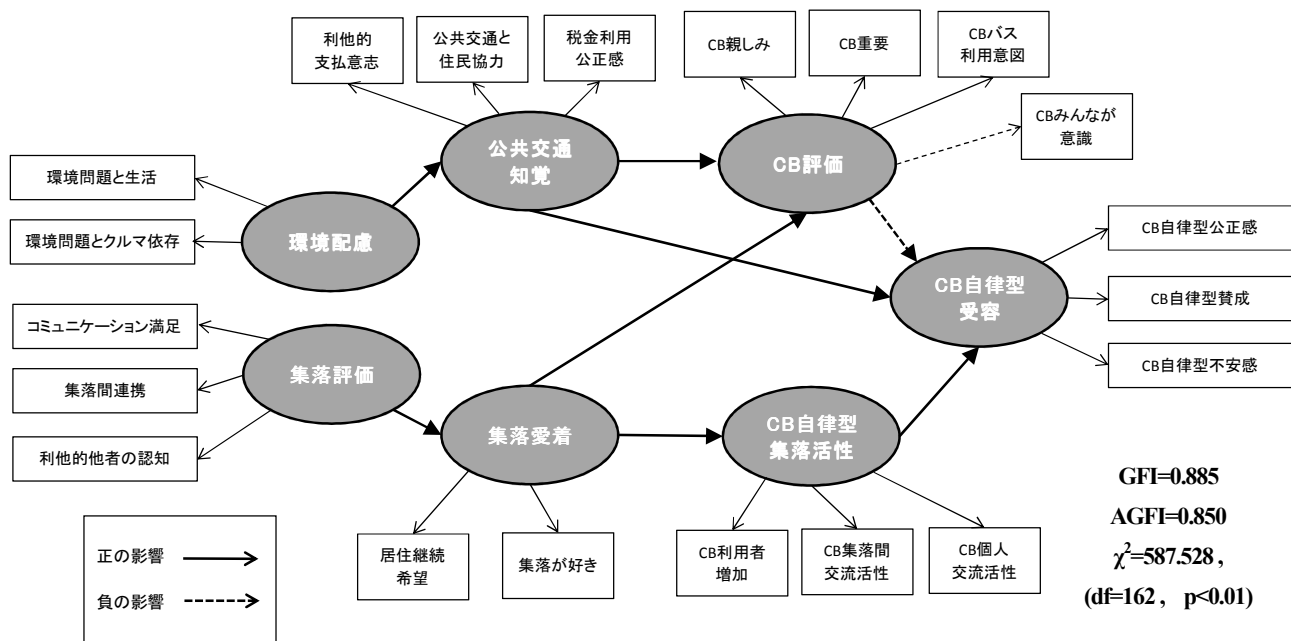 利他的
支払意志
公共交通と
住民協力
税金利用
公正感
CB親しみ
CB重要
CBバス
利用意図
CBみんなが
意識
公共交通
知覚
CB評価
環境問題と生活
環境問題とクルマ依存
環境配慮
CB自律型
受容
CB自律型公正感
CB自律型賛成
CB自律型不安感
コミュニケーション満足
集落間連携
利他的他者の認知
集落評価
集落愛着
CB自律型
集落活性
居住継続
希望
集落が好き
CB利用者
増加
CB集落間
交流活性
CB個人
交流活性
正の影響
負の影響
GFI=0.885
AGFI=0.850
χ²=587.528 ,
(df=162 , p<0.01)